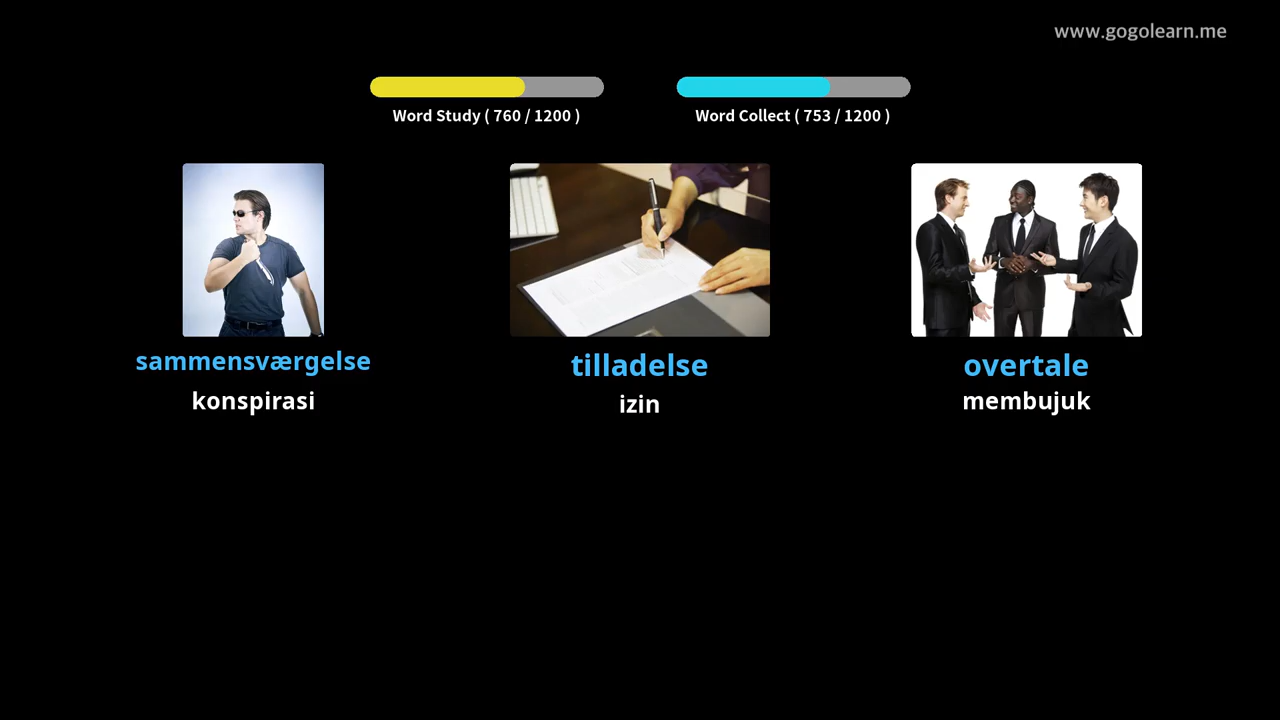 www.gogolearn.me
Word Study ( 760 / 1200 )
Word Collect ( 753 / 1200 )
sammensværgelse
konspirasi
tilladelse
izin
overtale
membujuk